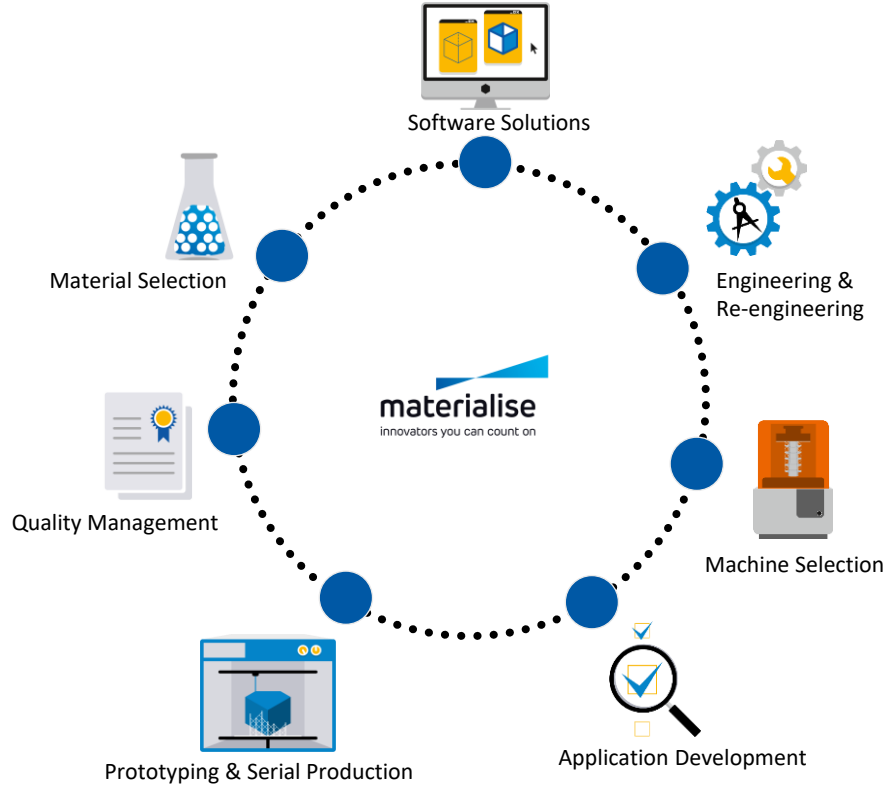 Software Solutions
Engineering &
Re-engineering
Machine Selection
Application Development
Prototyping & Serial Production
Quality Management
Material Selection
materialise
innovators you can count on